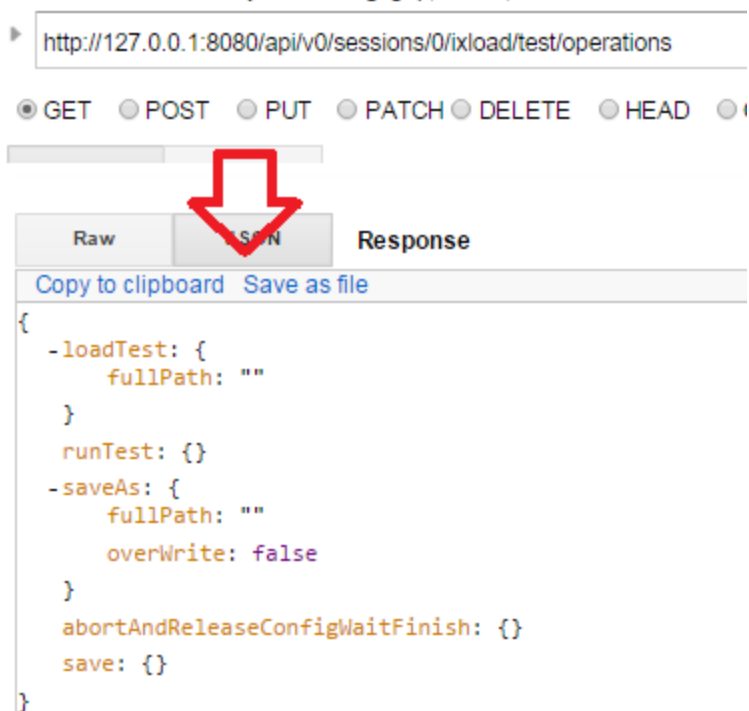 http://127.0.0.1:8080/api/v0/sessions/0/ixload/test/operations
GET POST PUT PATCH DELETE HEAD
Raw JSON Response
Copy to clipboard Save as file
{
-loadTest: {
fullPath: ""
}
runTest: {}
-saveAs: {
fullPath: ""
overWrite: false
}
abortAndReleaseConfigWaitFinish: {}
save: {}
}